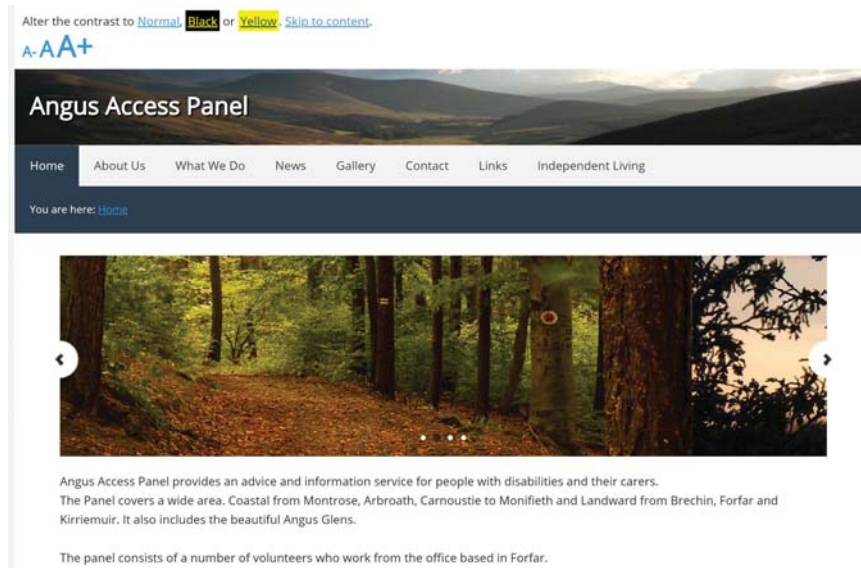 Alter the contrast to Normal, Black or Yellow. Skip to content.
A- A A+
Angus Access Panel
Home About Us What We Do News Gallery Contact Links Independent Living
You are here: Home
Angus Access Panel provides an advice and information service for people with disabilities and their carers.
The Panel covers a wide area. Coastal from Montrose, Arbroath, Carnoustie to Monifieth and Landward from Brechin, Forfar and
Kirriemuir. It also includes the beautiful Angus Glens.
The panel consists of a number of volunteers who work from the office based in Forfar.